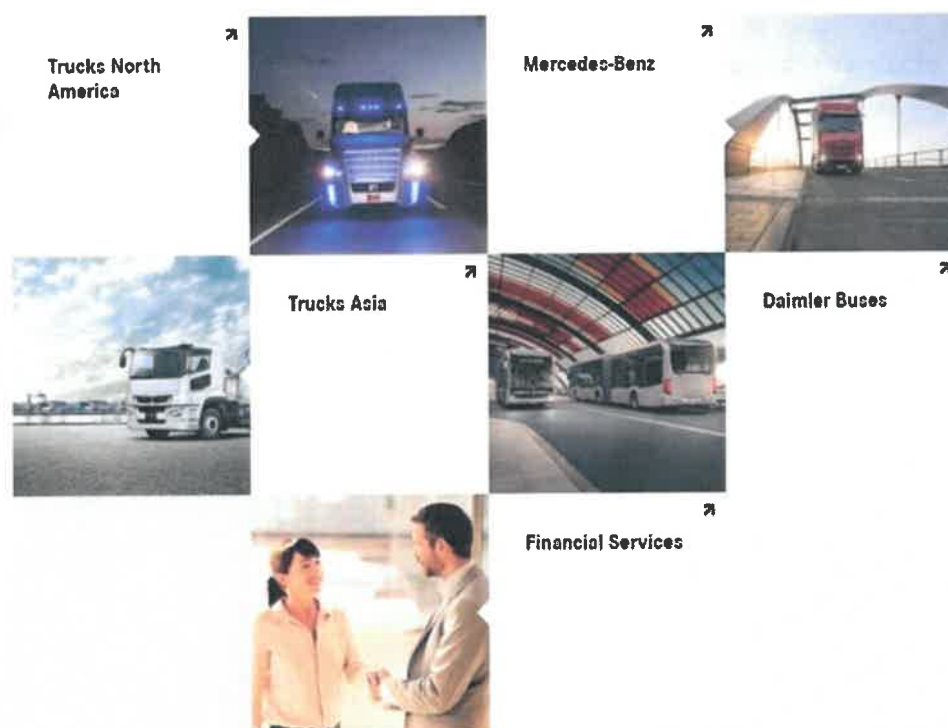 Trucks North
America
Mercedes-Benz
Trucks Asia
Daimler Buses
Financial Services